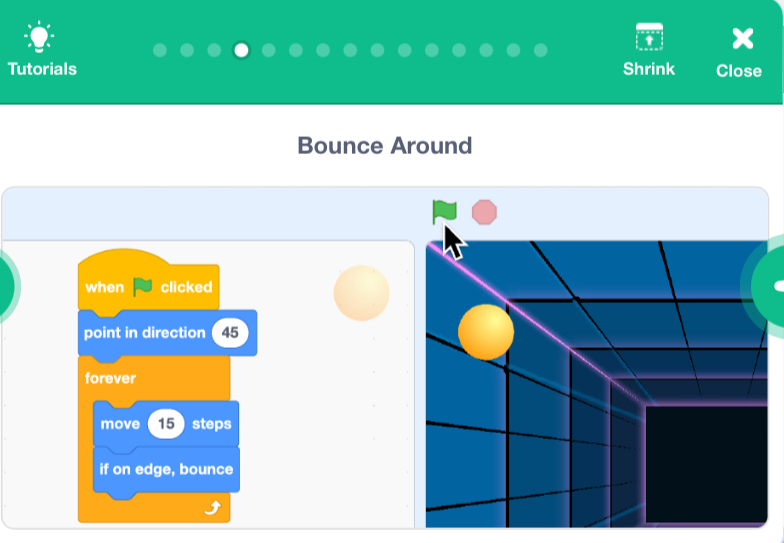 Tutorials
Shrink
Close
Bounce Around
when clicked
point in direction 45
forever
move 15 steps
if on edge, bounce